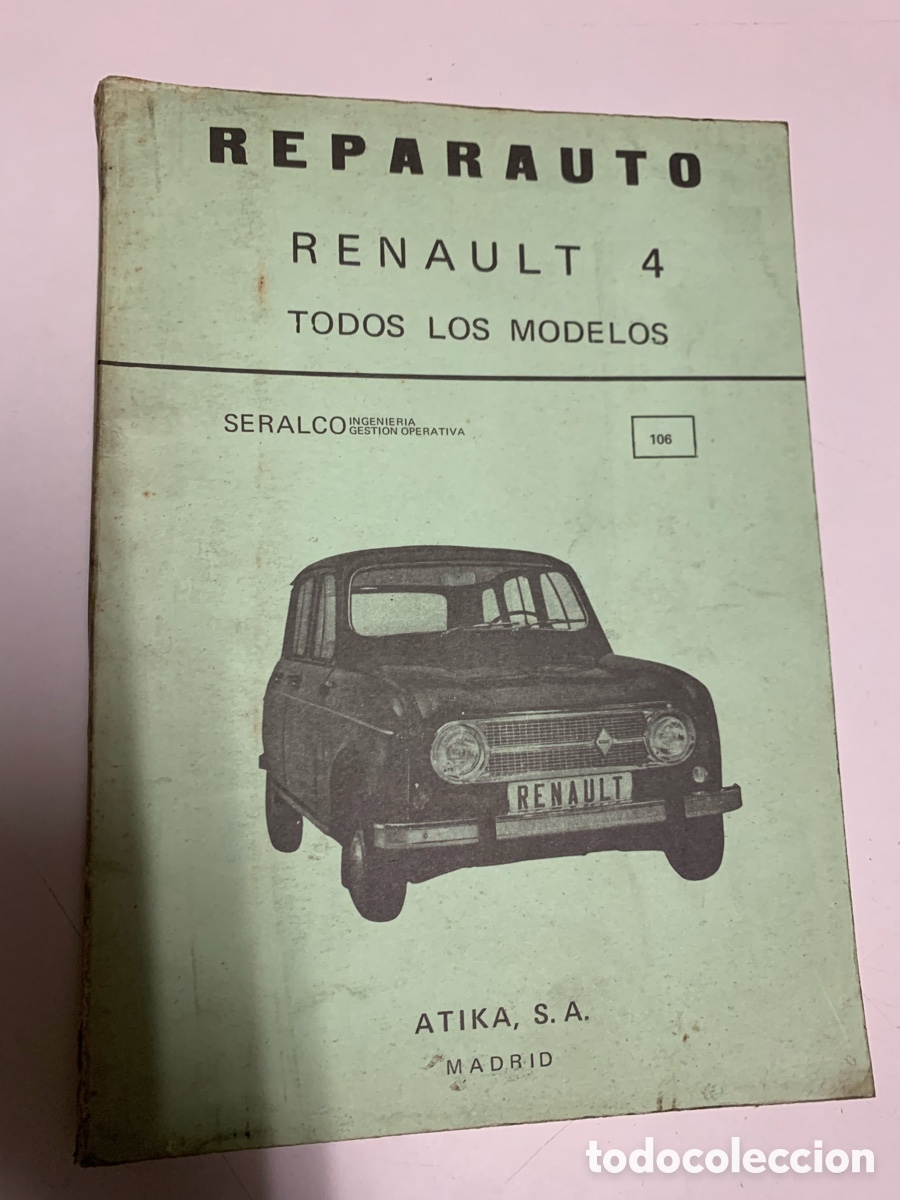 REPARAUTO
RENAULT 4
TODOS LOS MODELOS
SERALCO INGENIERIA
GESTION OPERATIVA
106
RENAULT
ATIKA, S.A.
MADRID
todocoleccion